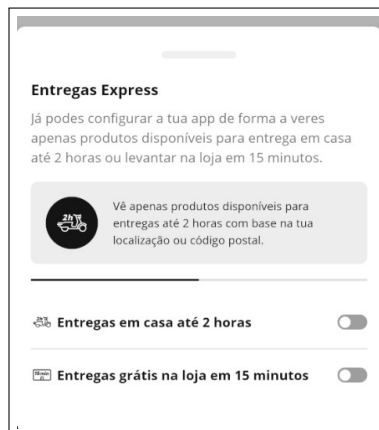 Entregas Express
Já podes configurar a tua app de forma a veres
apenas produtos disponíveis para entrega em casa
até 2 horas ou levantar na loja em 15 minutos.
2h
Vê apenas produtos disponíveis para
entregas até 2 horas com base na tua
localização ou código postal.
Entregas em casa até 2 horas
Entregas grátis na loja em 15 minutos